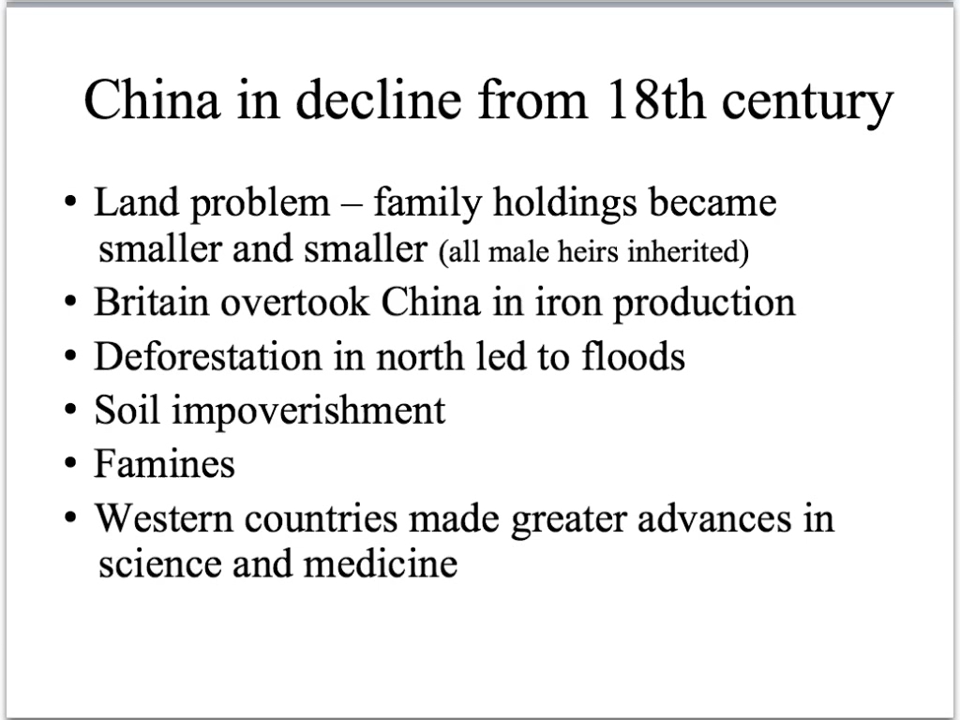 China in decline from 18th century
• Land problem – family holdings became
smaller and smaller (all male heirs inherited)
• Britain overtook China in iron production
• Deforestation in north led to floods
• Soil impoverishment
• Famines
• Western countries made greater advances in
science and medicine